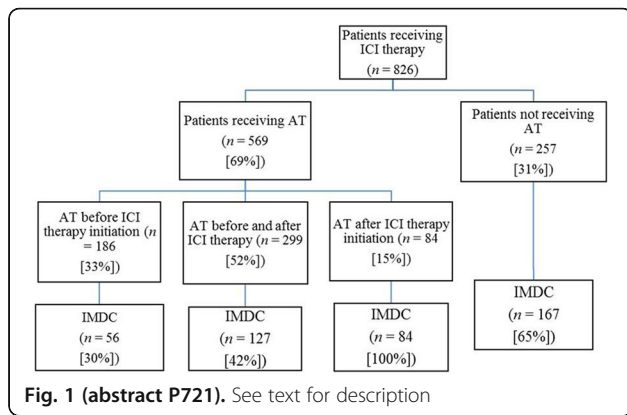 Patients receiving
ICI therapy
(n = 826)
Patients receiving AT
(n = 569
[69%])
Patients not receiving
AT
(n = 257
[31%])
AT before ICI
therapy initiation (n
= 186
[33%])
AT before and after
ICI therapy (n = 299
[52%])
AT after ICI therapy
initiation (n = 84
[15%])
IMDC
(n = 56
[30%])
IMDC
(n = 127
[42%])
IMDC
(n = 84
[100%])
IMDC
(n = 167
[65%])
Fig. 1 (abstract P721). See text for description